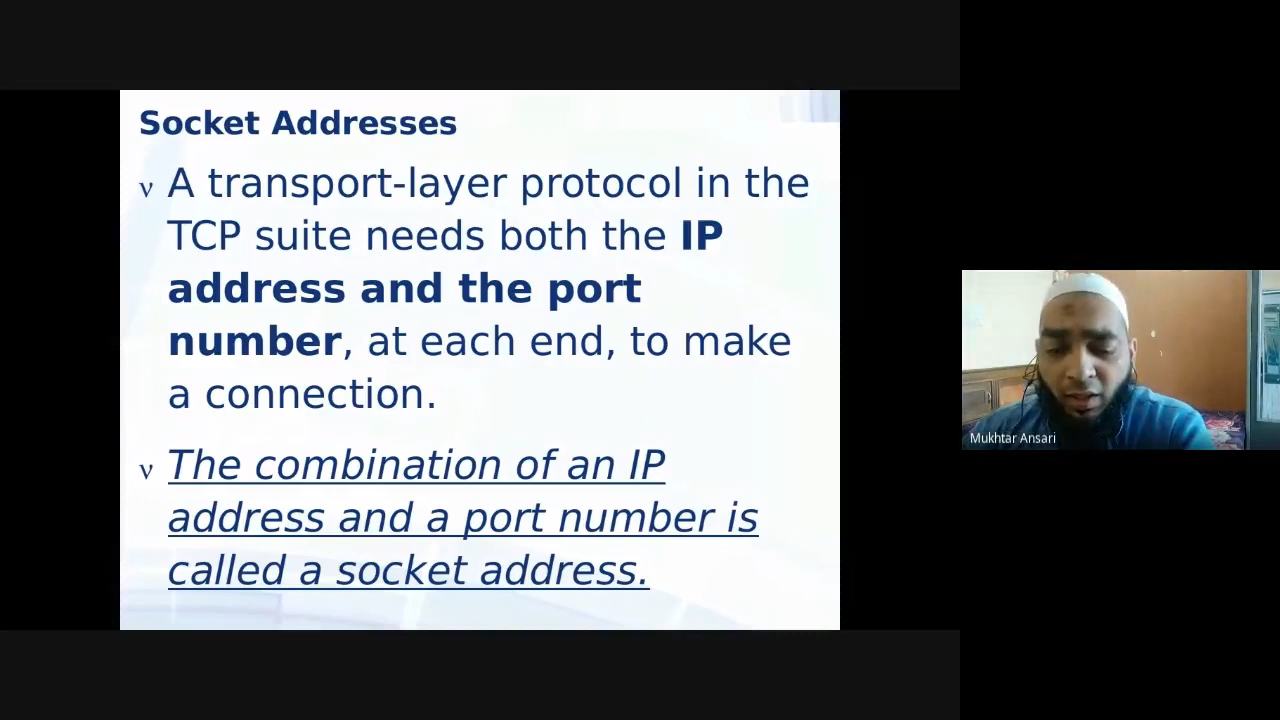 Socket Addresses
ν A transport-layer protocol in the
TCP suite needs both the IP
address and the port
number, at each end, to make
a connection.
ν The combination of an IP
address and a port number is
called a socket address.
Mukhtar Ansari